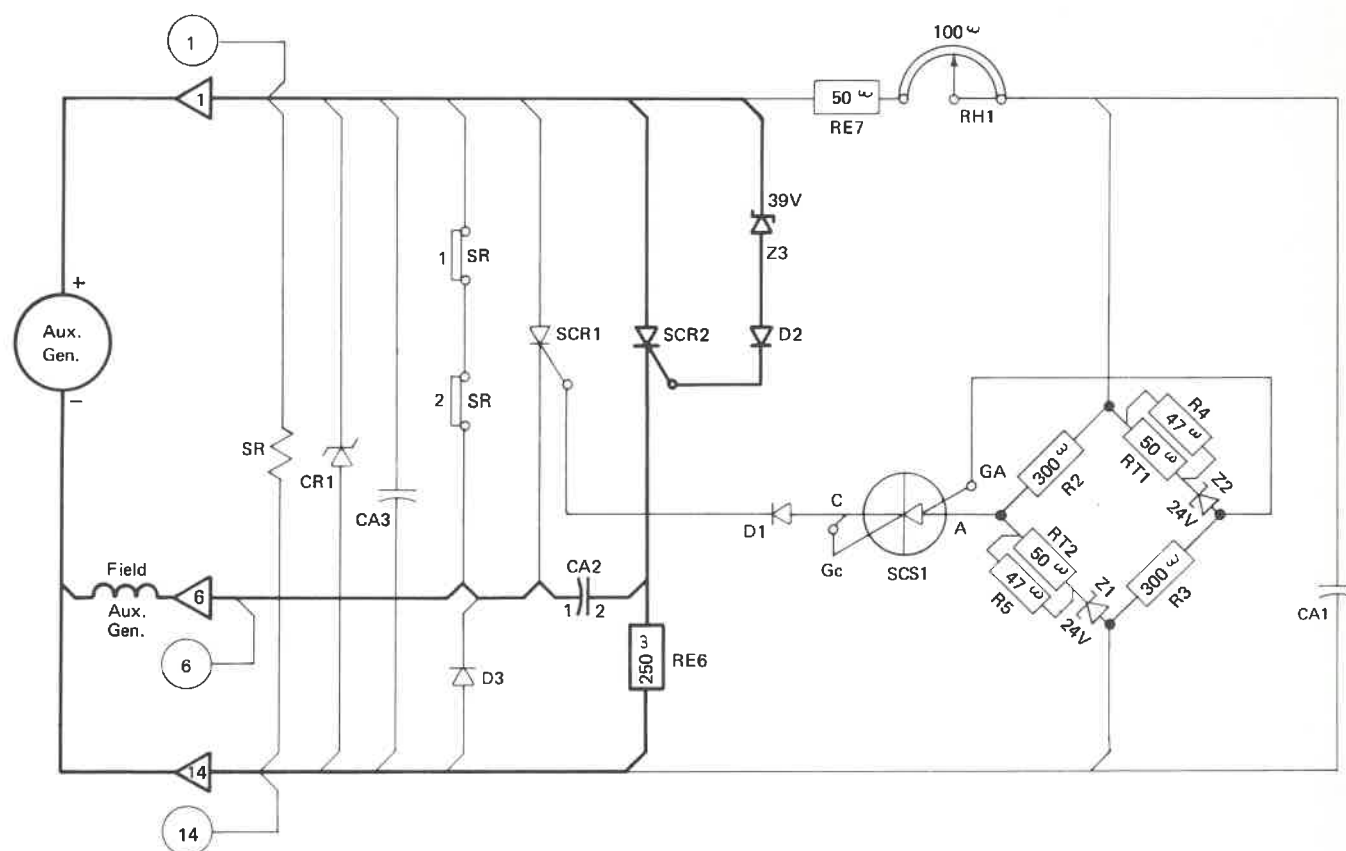 1
100 ω
1
50 ω
RE7
RH1
39V
Z3
+
1
SR
Aux.
Gen.
SCR1
SCR2
D2
−
2
SR
SR
CR1
CA3
R4
47 ω
50 ω
RT1
Z2
24V
GA
300 ω
R2
C
A
D1
Gc
SCS1
RT2
50 ω
47 ω
R5
Z1
24V
300 ω
R3
CA1
Field
Aux.
Gen.
6
CA2
1
2
6
D3
250 ω
RE6
14
14